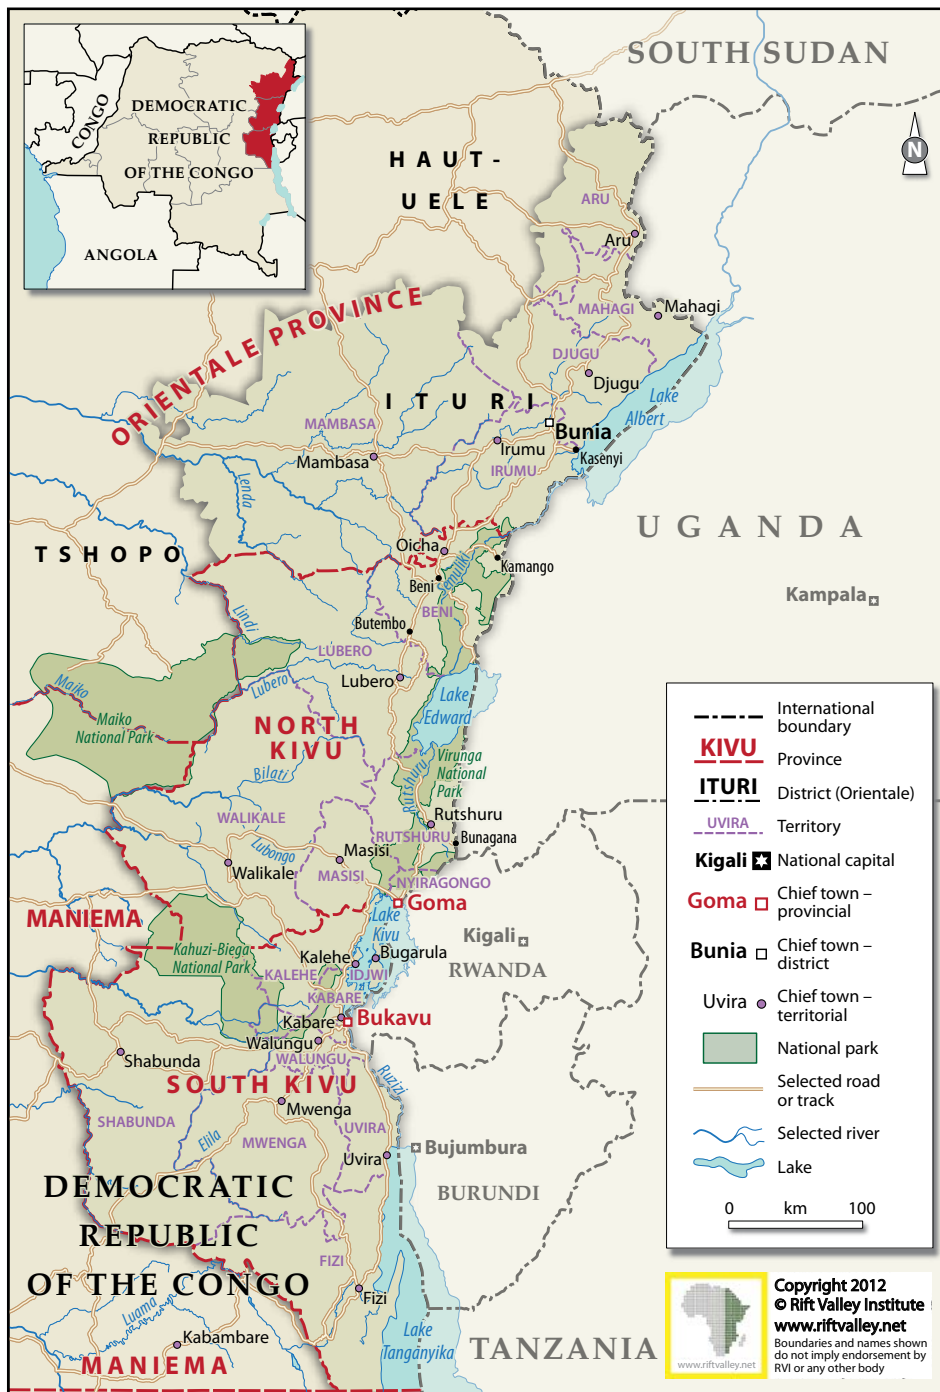 CONGO
DEMOCRATIC
REPUBLIC
OF THE CONGO
ANGOLA
SOUTH SUDAN
N
HAUT-
UELE
ARU
Aru
MAHAGI
Mahagi
ORIENTALE PROVINCE
DJUGU
Djugu
ITURI
Lake
Albert
MAMBASA
Bunia
Irumu
Kasenyi
Mambasa
IRUMU
Lenda
UGANDA
TSHOPO
Oicha
Semuliki
Kamango
Beni
Kampala
Lindi
BENI
Butembo
LUBERO
Lubero
Lubero
Maiko
Maiko
National Park
Lake
Edward
NORTH
KIVU
Virunga
National
Park
Bilati
Rutshuru
WALIKALE
Rutshuru
RUTSHURU
Bunagana
Lubongo
Masisi
Walikale
MASISI
NYIRAGONGO
Goma
MANIEMA
Lake
Kivu
Kigali
Kahuzi-Biega
National Park
Kalehe
Bugarula
RWANDA
KALEHE
IDJWI
KABARE
Kabare
Bukavu
Walungu
WALUNGU
Shabunda
SOUTH KIVU
Ruzizi
Mwenga
SHABUNDA
Elila
MWENGA
UVIRA
Uvira
Bujumbura
BURUNDI
DEMOCRATIC
REPUBLIC
OF THE CONGO
FIZI
Fizi
Luama
Kabambare
MANIEMA
Lake
Tanganyika
TANZANIA
International
boundary
KIVU
Province
ITURI
District (Orientale)
UVIRA
Territory
Kigali
National capital
Goma
Chief town –
provincial
Bunia
Chief town –
district
Uvira
Chief town –
territorial
National park
Selected road
or track
Selected river
Lake
0 km 100
www.riftvalley.net
Copyright 2012
© Rift Valley Institute
www.riftvalley.net
Boundaries and names shown
do not imply endorsement by
RVI or any other body